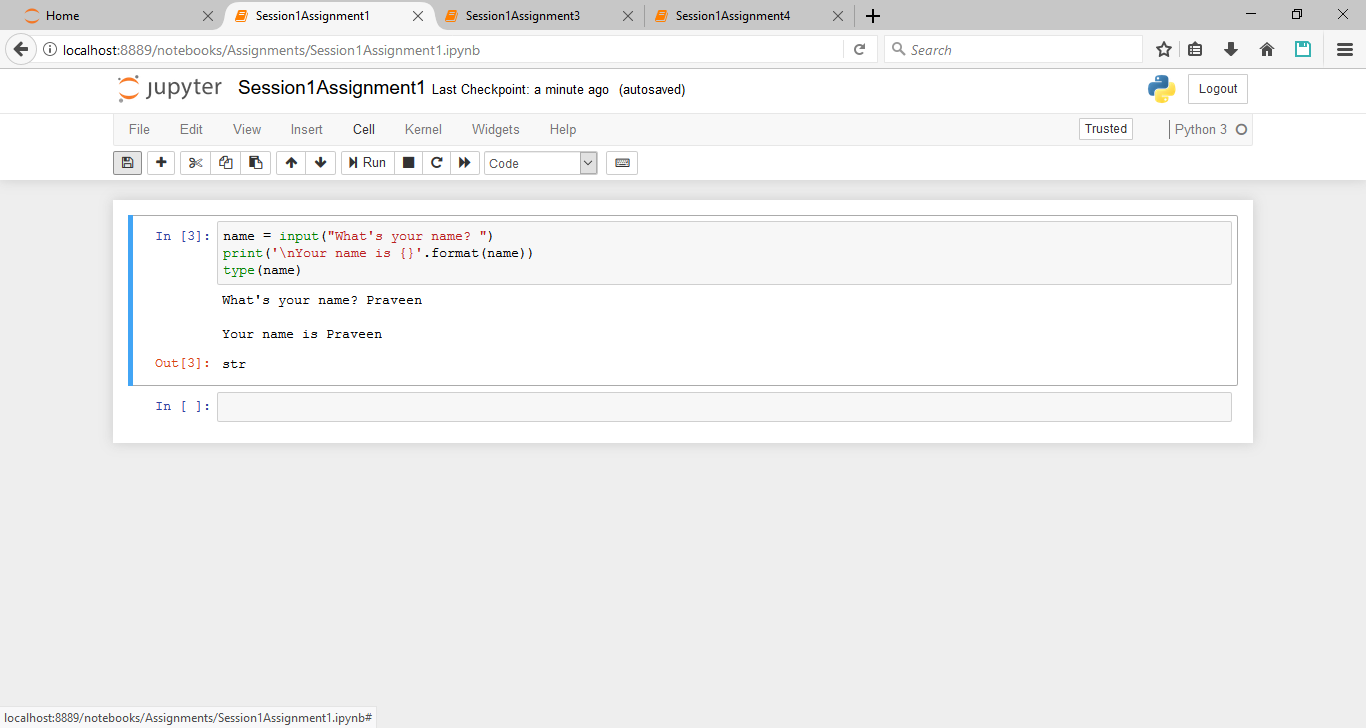 Home Session1Assignment1 Session1Assignment3 Session1Assignment4
localhost:8889/notebooks/Assignments/Session1Assignment1.ipynb Search
jupyter Session1Assignment1 Last Checkpoint: a minute ago (autosaved) Logout
File Edit View Insert Cell Kernel Widgets Help Trusted Python 3
Run Code
In [3]: name = input("What's your name? ")
print('\nYour name is {}'.format(name))
type(name)
What's your name? Praveen
Your name is Praveen
Out[3]: str
In [ ]:
localhost:8889/notebooks/Assignments/Session1Assignment1.ipynb#